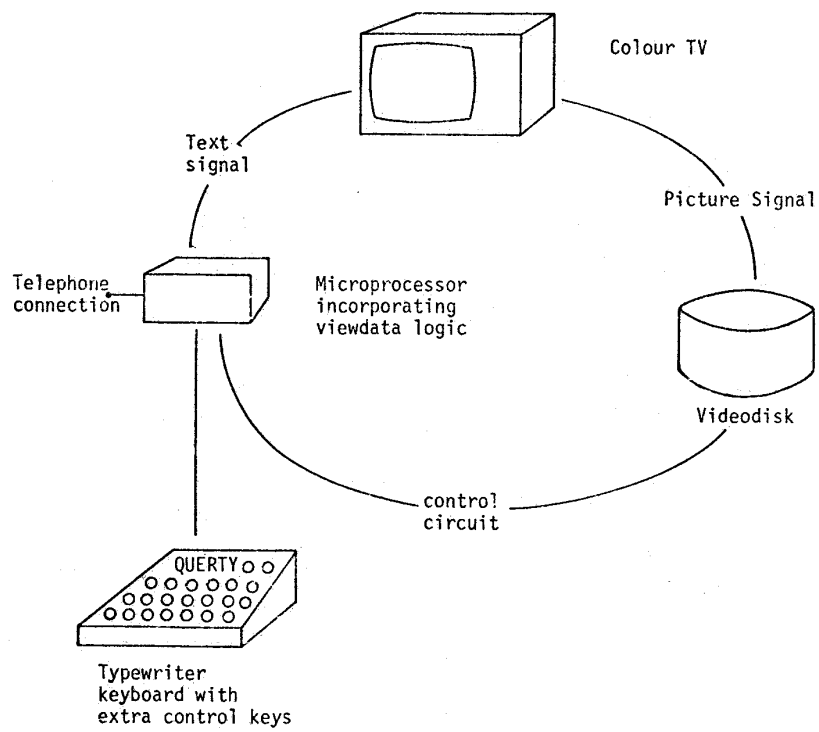 Colour TV
Text
signal
Picture Signal
Telephone
connection
Microprocessor
incorporating
viewdata logic
Videodisk
control
circuit
QUERTY
Typewriter
keyboard with
extra control keys